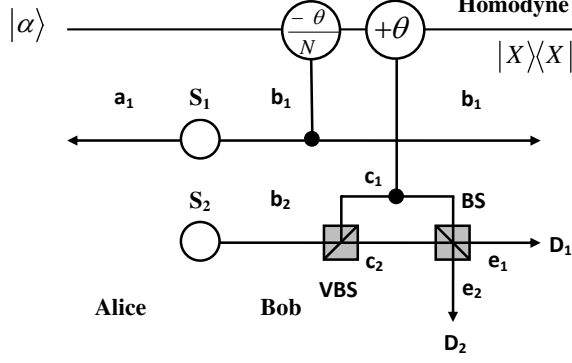 Homodyne
|α⟩
− θ
N
+θ
|X⟩⟨X|
a₁
S₁
b₁
b₁
c₁
S₂
b₂
BS
c₂
e₁
D₁
VBS
e₂
Alice
Bob
D₂